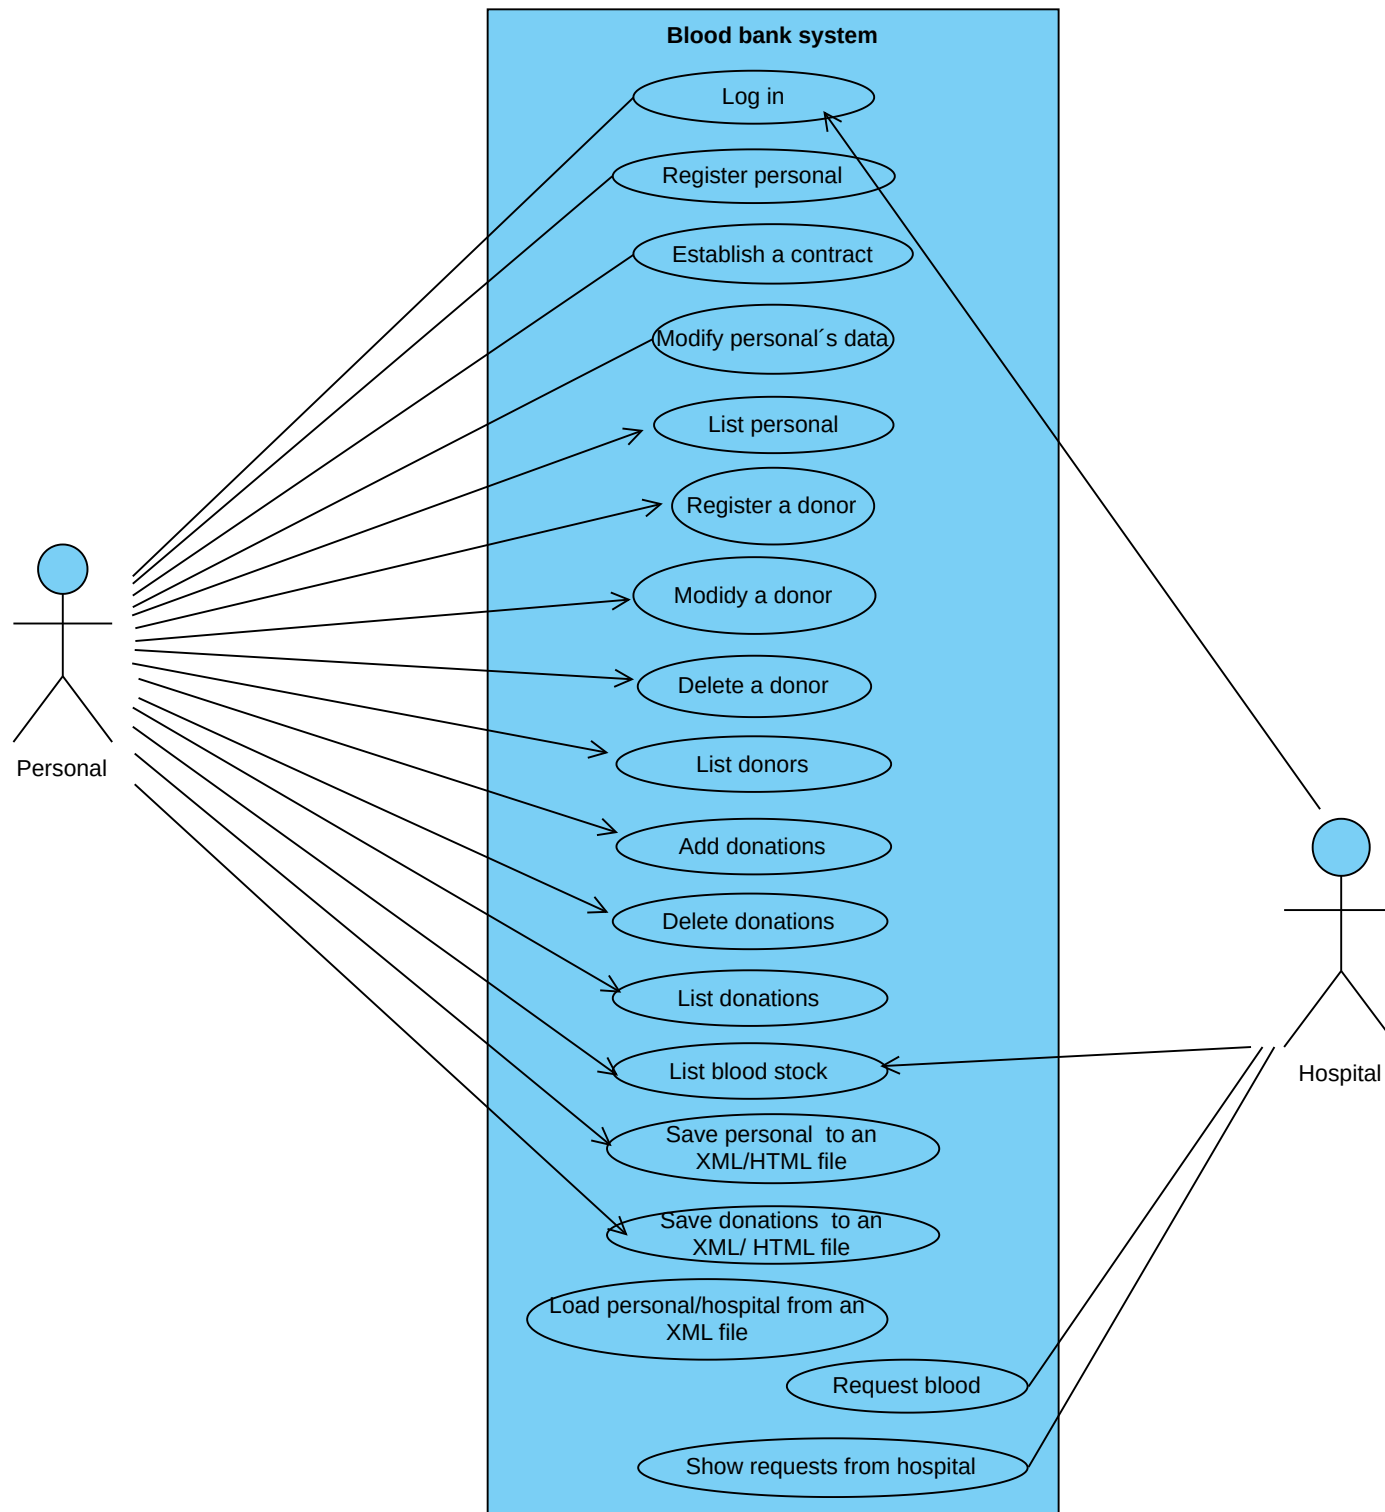 Blood bank system
Log in
Register personal
Establish a contract
Modify personal´s data
List personal
Register a donor
Modidy a donor
Delete a donor
List donors
Personal
Add donations
Delete donations
List donations
List blood stock
Hospital
Save personal  to an
XML/HTML file
Save donations  to an
XML/ HTML file
Load personal/hospital from an
XML file
Request blood
Show requests from hospital